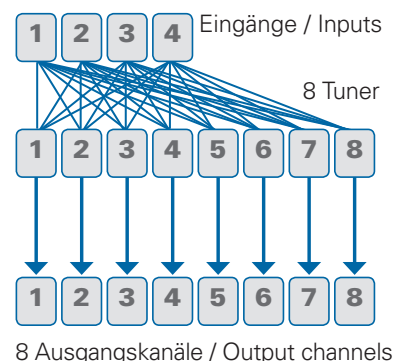 1 2 3 4 Eingänge / Inputs
8 Tuner
1 2 3 4 5 6 7 8
1 2 3 4 5 6 7 8
8 Ausgangskanäle / Output channels